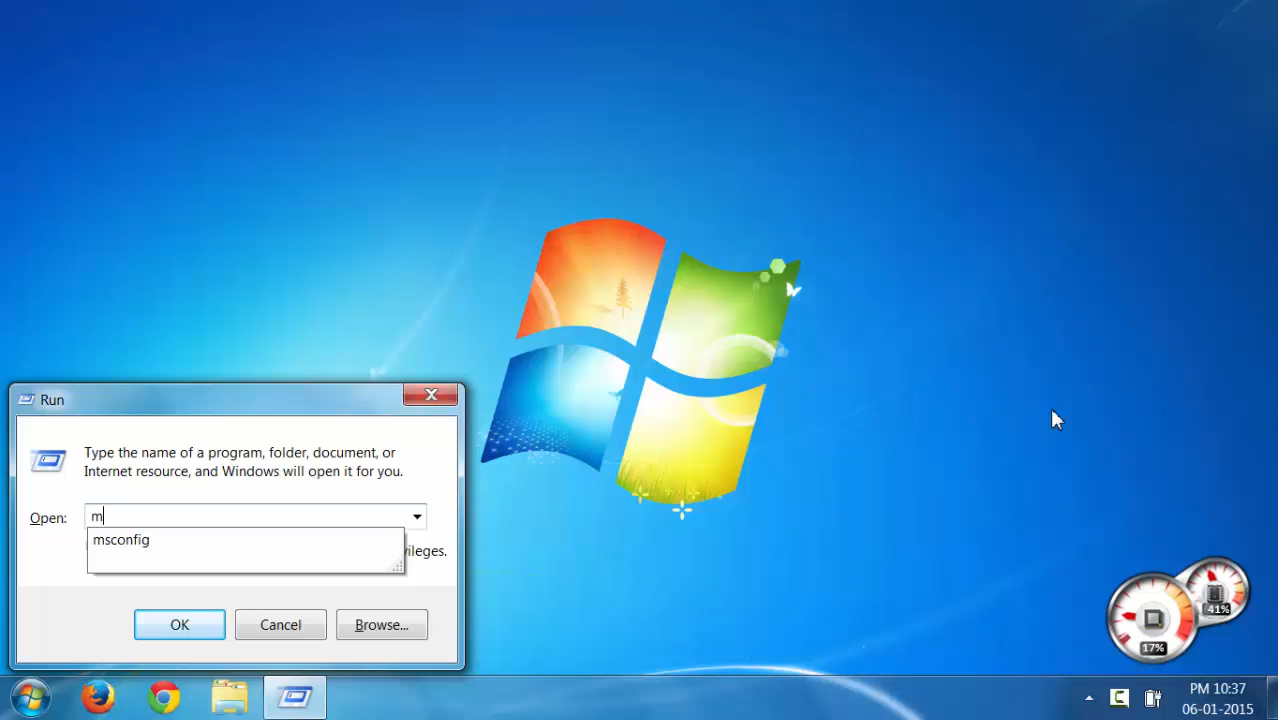 Run
Type the name of a program, folder, document, or
Internet resource, and Windows will open it for you.
Open:
m
msconfig
vileges.
OK
Cancel
Browse...
41%
17%
PM 10:37
06-01-2015